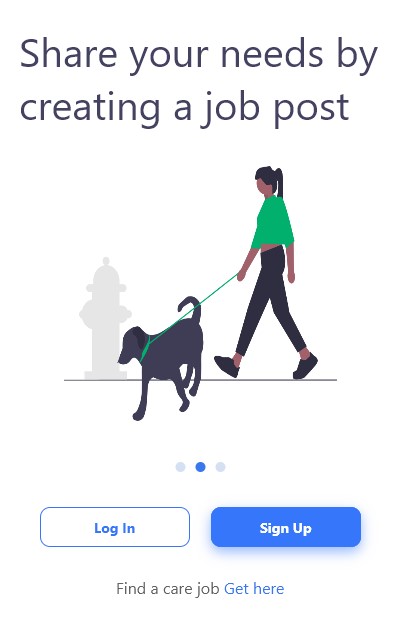 Share your needs by
creating a job post
Log In
Sign Up
Find a care job Get here